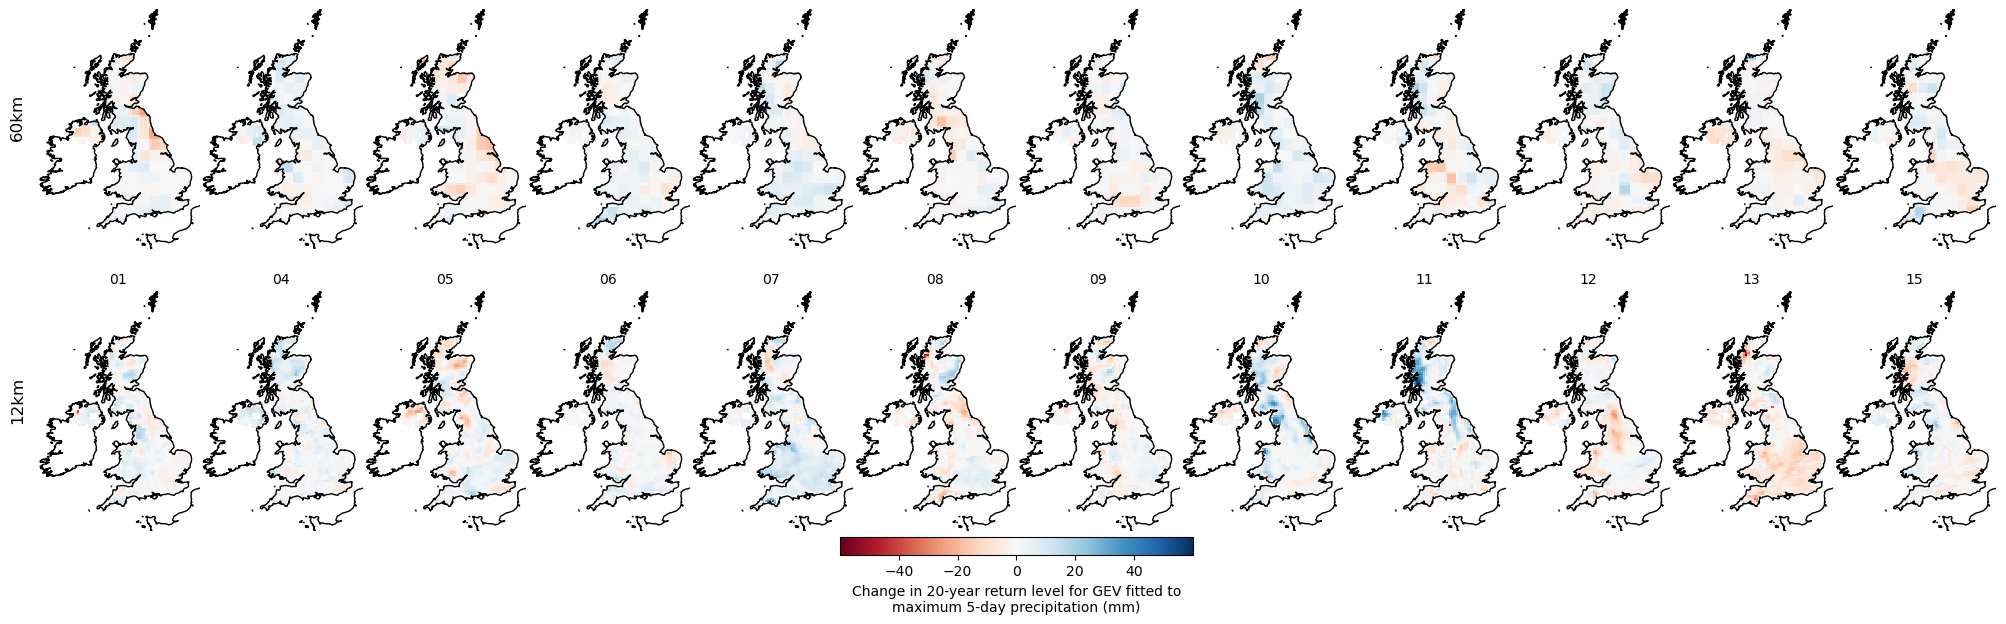 60km
01 04 05 06 07 08 09 10 11 12 13 15
12km
−40 −20 0 20 40
Change in 20-year return level for GEV fitted to
maximum 5-day precipitation (mm)